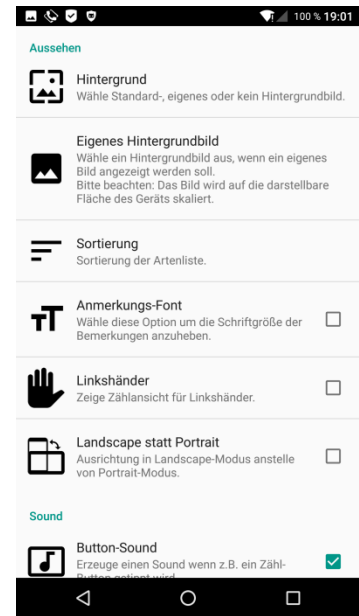 100 % 19:01
Aussehen
Hintergrund
Wähle Standard-, eigenes oder kein Hintergrundbild.
Eigenes Hintergrundbild
Wähle ein Hintergrundbild aus, wenn ein eigenes
Bild angezeigt werden soll.
Bitte beachten: Das Bild wird auf die darstellbare
Fläche des Geräts skaliert.
Sortierung
Sortierung der Artenliste.
Anmerkungs-Font
Wähle diese Option um die Schriftgröße der
Bemerkungen anzuheben.
Linkshänder
Zeige Zählansicht für Linkshänder.
Landscape statt Portrait
Ausrichtung in Landscape-Modus anstelle
von Portrait-Modus.
Sound
Button-Sound
Erzeuge einen Sound wenn z.B. ein Zähl-
Button getippt wird.